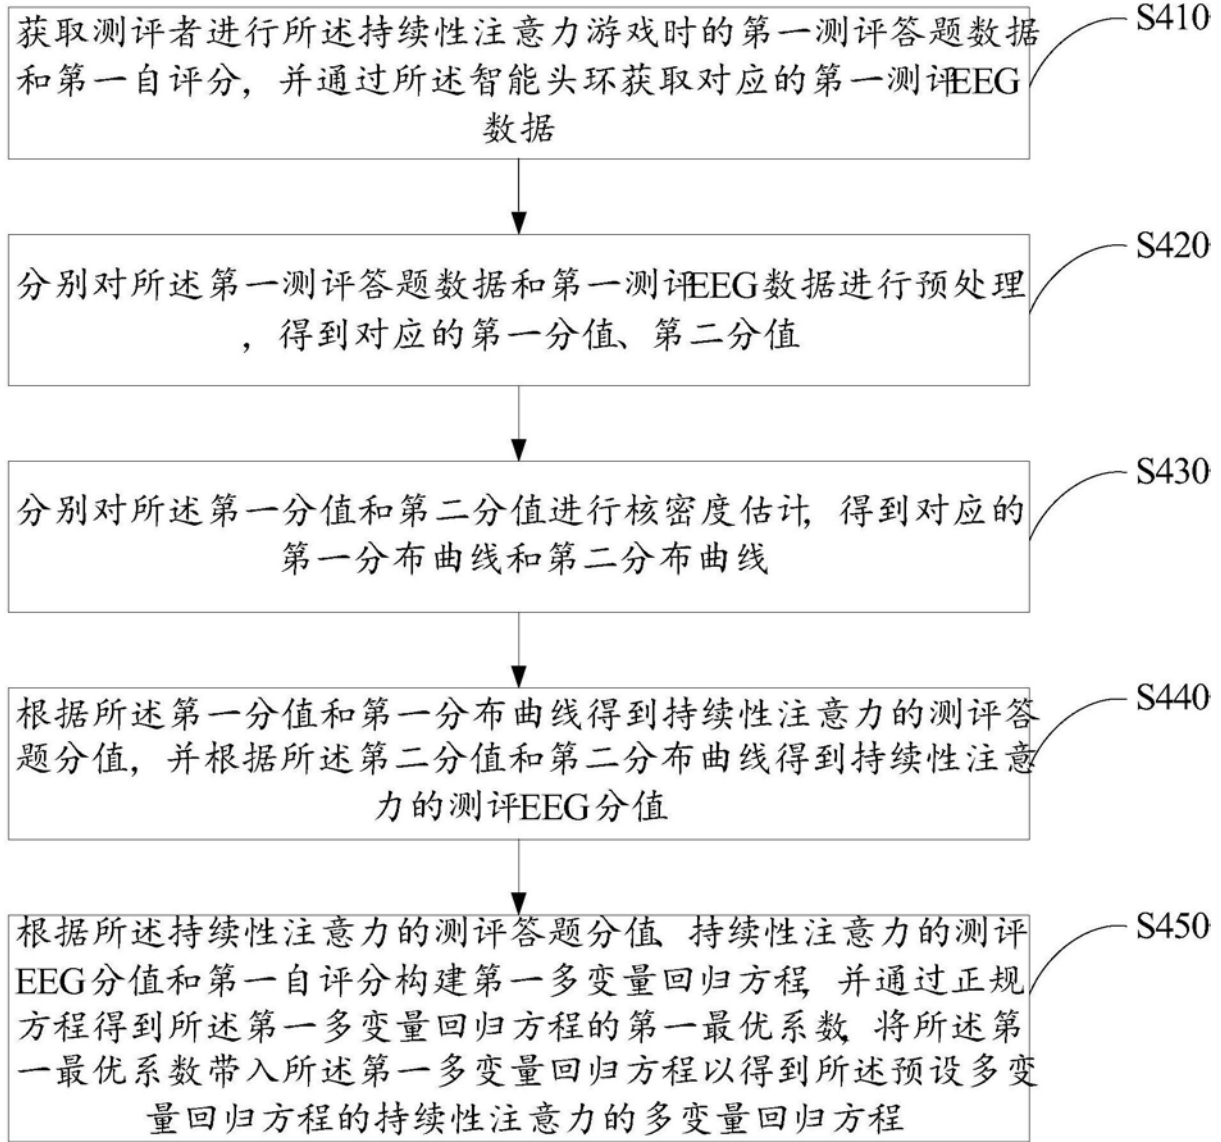 获取测评者进行所述持续性注意力游戏时的第一测评答题数据
和第一自评分，并通过所述智能头环获取对应的第一测评EEG
数据
S410
分别对所述第一测评答题数据和第一测评EEG数据进行预处理
，得到对应的第一分值、第二分值
S420
分别对所述第一分值和第二分值进行核密度估计，得到对应的
第一分布曲线和第二分布曲线
S430
根据所述第一分值和第一分布曲线得到持续性注意力的测评答
题分值，并根据所述第二分值和第二分布曲线得到持续性注意
力的测评EEG分值
S440
根据所述持续性注意力的测评答题分值、持续性注意力的测评
EEG分值和第一自评分构建第一多变量回归方程，并通过正规
方程得到所述第一多变量回归方程的第一最优系数，将所述第
一最优系数带入所述第一多变量回归方程以得到所述预设多变
量回归方程的持续性注意力的多变量回归方程
S450